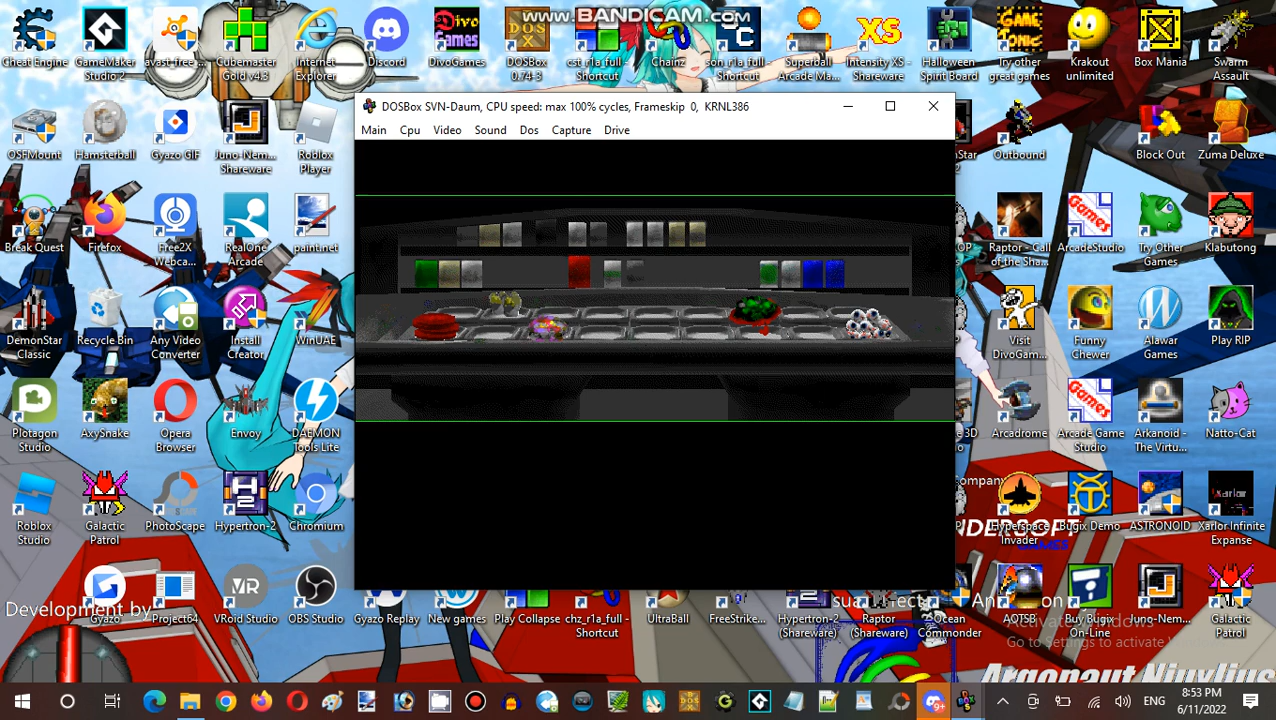 www.BANDICAM.com
Cheat Engine
GameMaker Studio 2
avast_free_...
Cubemaster Gold v4.3
Internet Explorer
Discord
DivoGames
DOSBox 0.74-3
cst_r1a_full - Shortcut
Chainz
con_r1a_full - Shortcut
Superball Arcade Ma...
Intensity XS - Shareware
Halloween Spirit Board
Try other great games
Krakout unlimited
Box Mania
Swarm Assault
DOSBox SVN-Daum, CPU speed: max 100% cycles, Frameskip 0, KRNL386
Main Cpu Video Sound Dos Capture Drive
OSFMount
Hamsterball
Gyazo GIF
Juno-Nem... Shareware
Roblox Player
Outbound
Block Out
Zuma Deluxe
Break Quest
Firefox
Free2X Webca...
RealOne Arcade
paint.net
Raptor - Call of the Sha...
ArcadeStudio
Try Other Games
Klabutong
DemonStar Classic
Recycle Bin
Any Video Converter
Install Creator
WinUAE
Visit DivoGam...
Funny Chewer
Alawar Games
Play RIP
Plotagon Studio
AxySnake
Opera Browser
Envoy
DAEMON Tools Lite
Arcadrome
Arcade Game Studio
Arkanoid - The Virtu...
Natto-Cat
Roblox Studio
Galactic Patrol
PhotoScape
Hypertron-2
Chromium
Hyperspace Invader
Bugix Demo
ASTRONOID
Xarlor Infinite Expanse
Development by
Gyazo
Project64
VRoid Studio
OBS Studio
Gyazo Replay
New games
Play Collapse
chz_r1a_full - Shortcut
UltraBall
FreeStrike...
Hypertron-2 (Shareware)
Raptor (Shareware)
Ocean Commander
AOTSB
Buy Bugix On-Line
Juno-Nem...
Galactic Patrol
Activate Windows
Go to Settings to activate Windows.
ENG
8:53 PM
6/11/2022